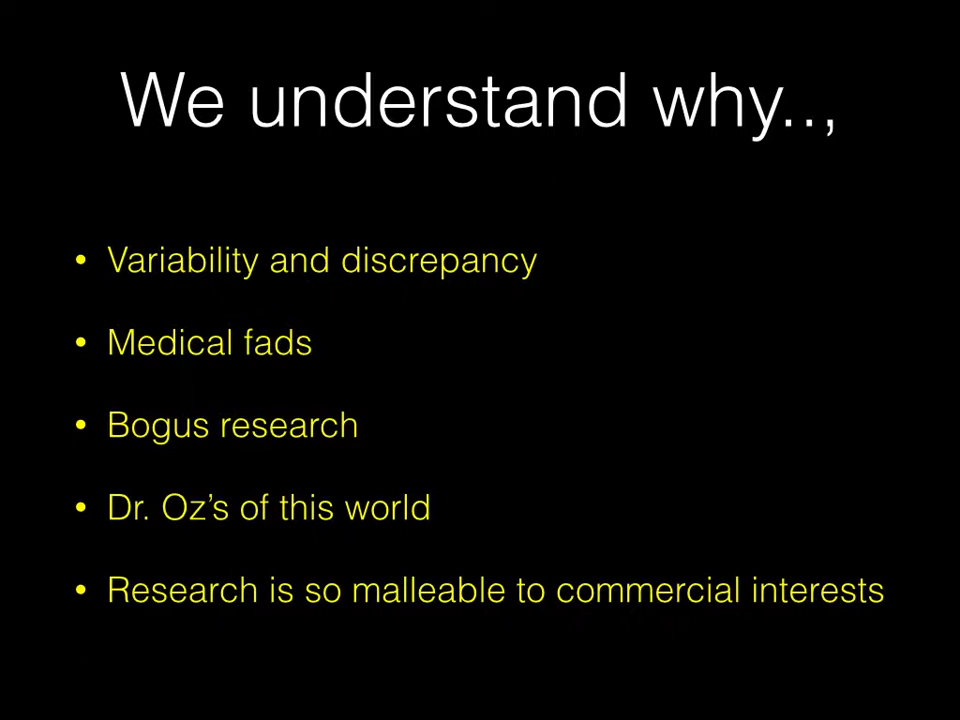 We understand why..,
• Variability and discrepancy
• Medical fads
• Bogus research
• Dr. Oz’s of this world
• Research is so malleable to commercial interests